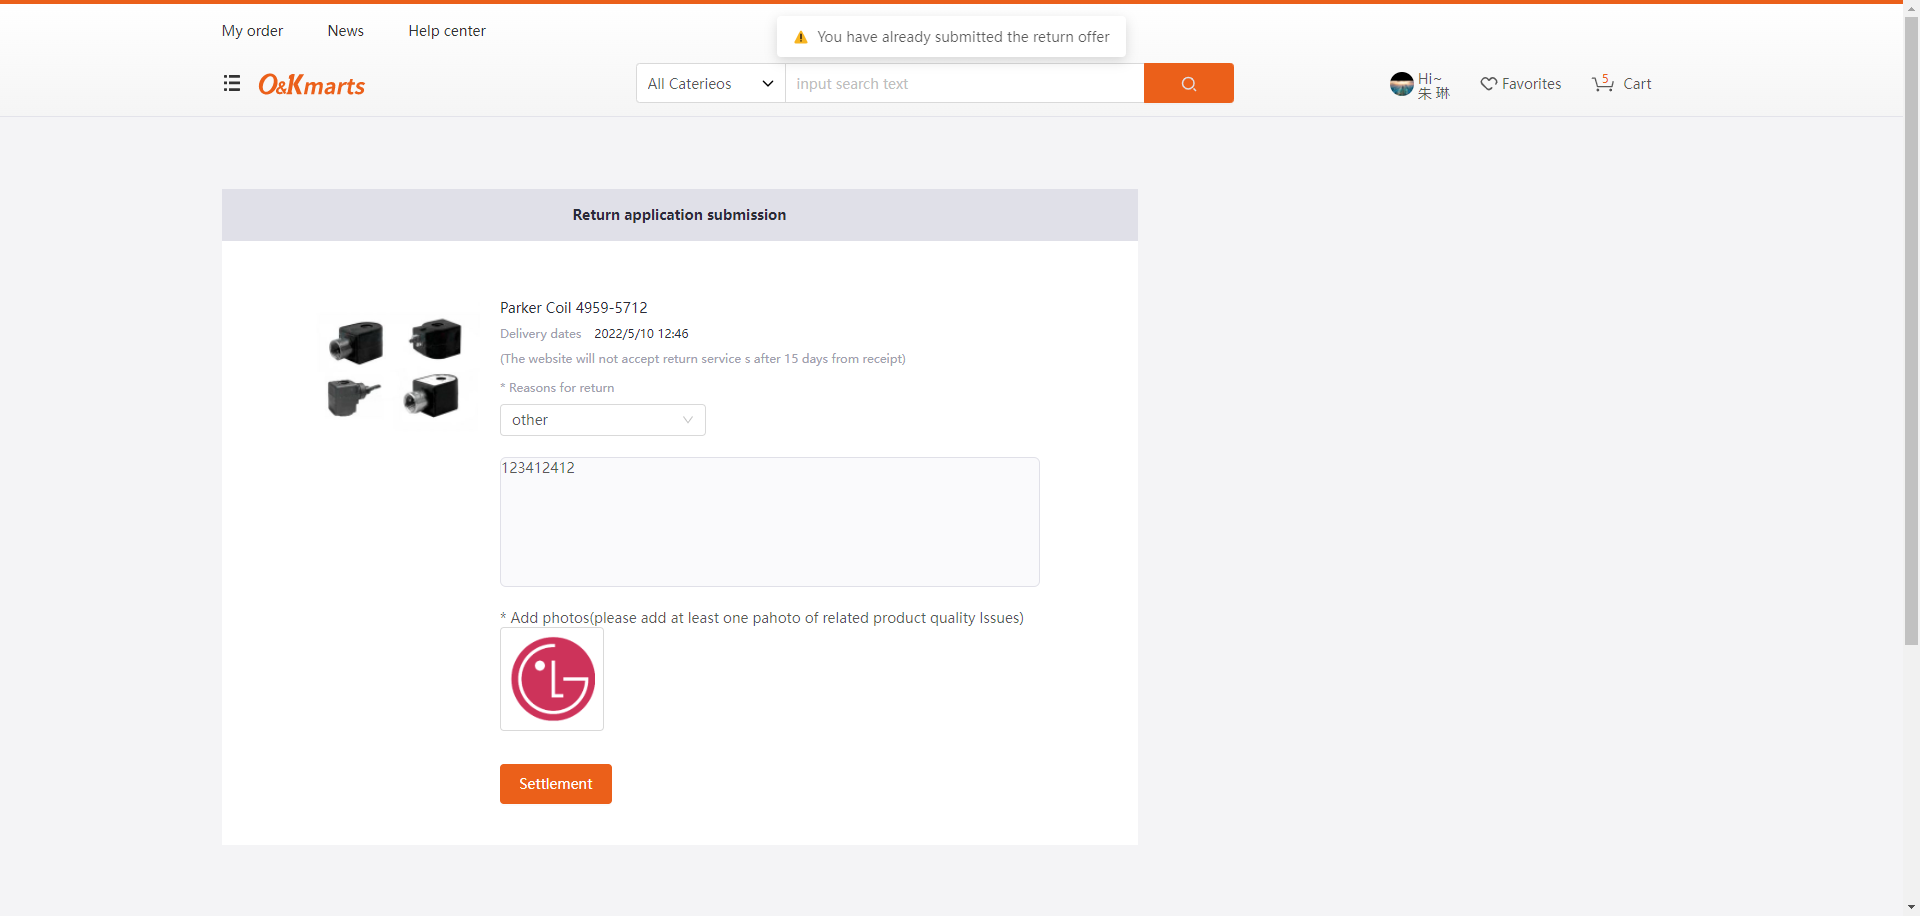 My order
News
Help center
You have already submitted the return offer
O&Kmarts
All Caterieos
input search text
Hi~
朱 琳
Favorites
5
Cart
Return application submission
Parker Coil 4959-5712
Delivery dates 2022/5/10 12:46
(The website will not accept return service s after 15 days from receipt)
* Reasons for return
other
123412412
* Add photos(please add at least one pahoto of related product quality Issues)
LG
Settlement